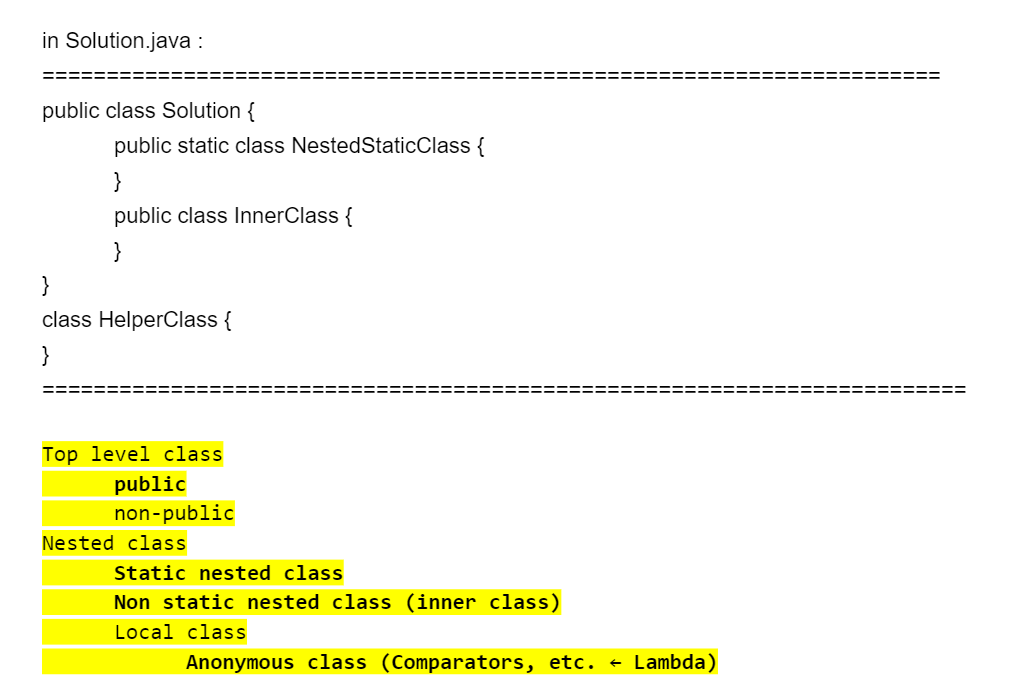 in Solution.java :
======================================================================
public class Solution {
public static class NestedStaticClass {
}
public class InnerClass {
}
}
class HelperClass {
}
========================================================================
Top level class
public
non-public
Nested class
Static nested class
Non static nested class (inner class)
Local class
Anonymous class (Comparators, etc. ← Lambda)